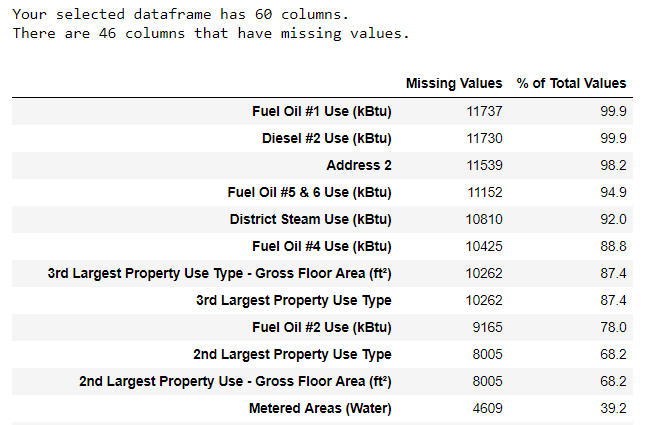 Your selected dataframe has 60 columns.
There are 46 columns that have missing values.
Missing Values % of Total Values
Fuel Oil #1 Use (kBtu) 11737 99.9
Diesel #2 Use (kBtu) 11730 99.9
Address 2 11539 98.2
Fuel Oil #5 & 6 Use (kBtu) 11152 94.9
District Steam Use (kBtu) 10810 92.0
Fuel Oil #4 Use (kBtu) 10425 88.8
3rd Largest Property Use Type - Gross Floor Area (ft²) 10262 87.4
3rd Largest Property Use Type 10262 87.4
Fuel Oil #2 Use (kBtu) 9165 78.0
2nd Largest Property Use Type 8005 68.2
2nd Largest Property Use - Gross Floor Area (ft²) 8005 68.2
Metered Areas (Water) 4609 39.2